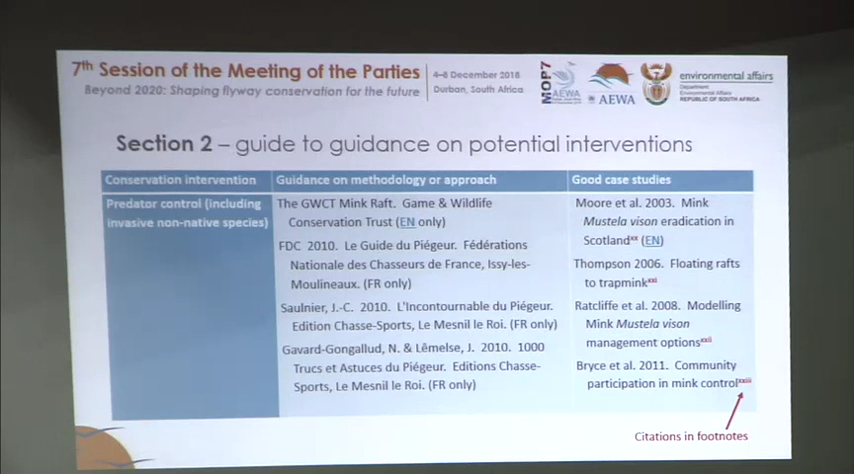 7th Session of the Meeting of the Parties
Beyond 2020: Shaping flyway conservation for the future
4–8 December 2018
Durban, South Africa
MOP7
AEWA
AEWA
environmental affairs
Department:
Environmental Affairs
REPUBLIC OF SOUTH AFRICA
Section 2 – guide to guidance on potential interventions
Conservation intervention
Guidance on methodology or approach
Good case studies
Predator control (including
invasive non-native species)
The GWCT Mink Raft. Game & Wildlife
Conservation Trust (EN only)
FDC 2010. Le Guide du Piégeur. Fédérations
Nationale des Chasseurs de France, Issy-les-
Moulineaux. (FR only)
Saulnier, J.-C. 2010. L'Incontournable du Piégeur.
Edition Chasse-Sports, Le Mesnil le Roi. (FR only)
Gavard-Gongallud, N. & Lêmelse, J. 2010. 1000
Trucs et Astuces du Piégeur. Editions Chasse-
Sports, Le Mesnil le Roi. (FR only)
Moore et al. 2003. Mink
Mustela vison eradication in
Scotlandxx (EN)
Thompson 2006. Floating rafts
to trapminkxxi
Ratcliffe et al. 2008. Modelling
Mink Mustela vison
management optionsxxii
Bryce et al. 2011. Community
participation in mink controlxxiii
Citations in footnotes